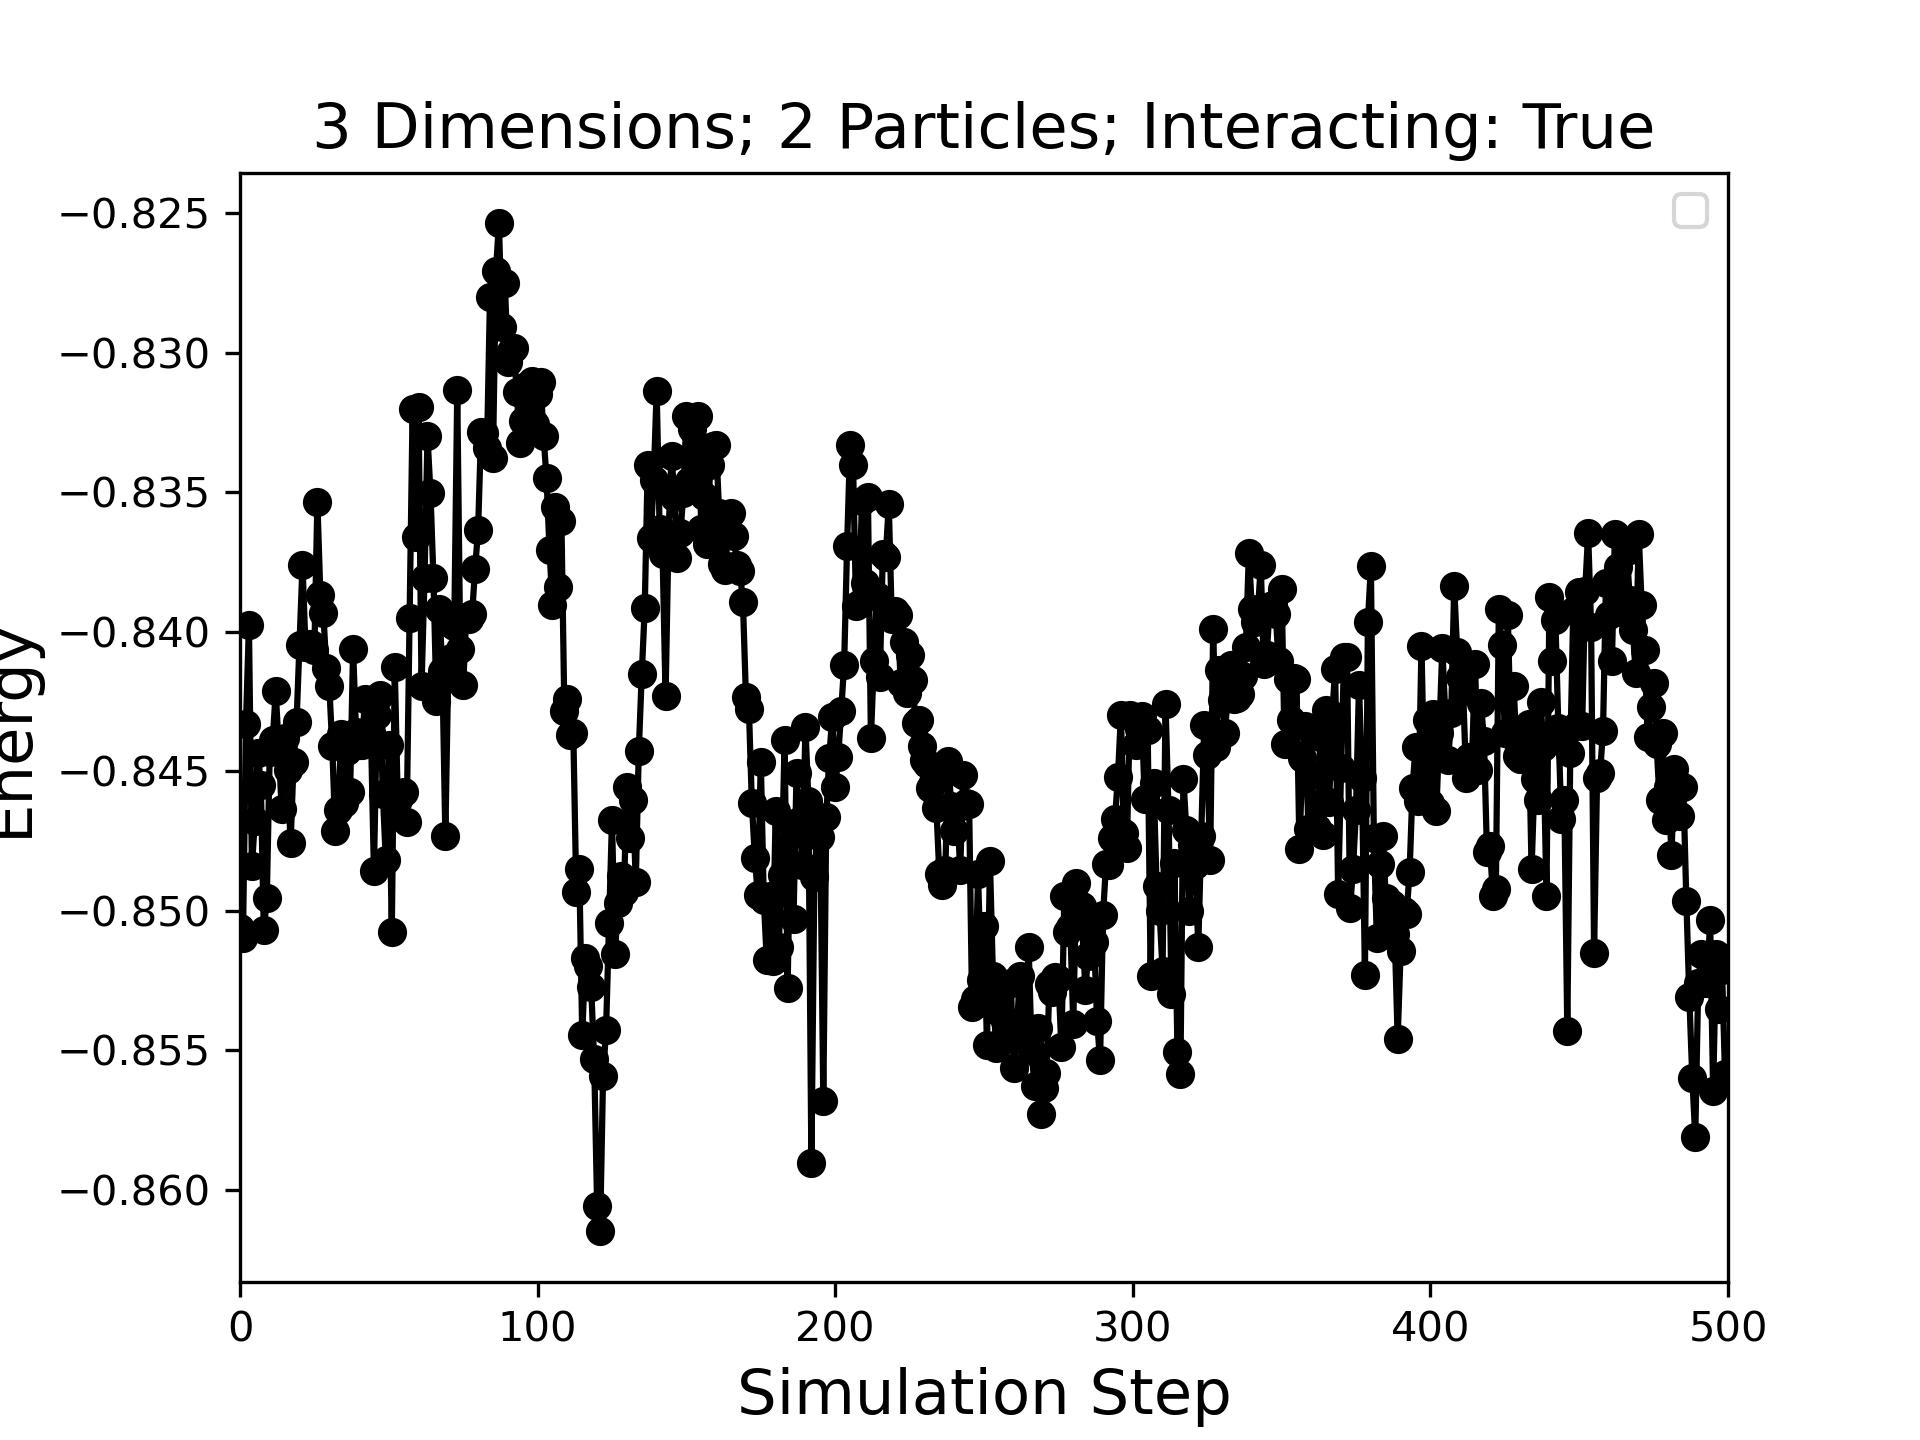 3 Dimensions; 2 Particles; Interacting: True
−0.825
−0.830
−0.835
−0.840
−0.845
−0.850
−0.855
−0.860
Energy
0 100 200 300 400 500
Simulation Step